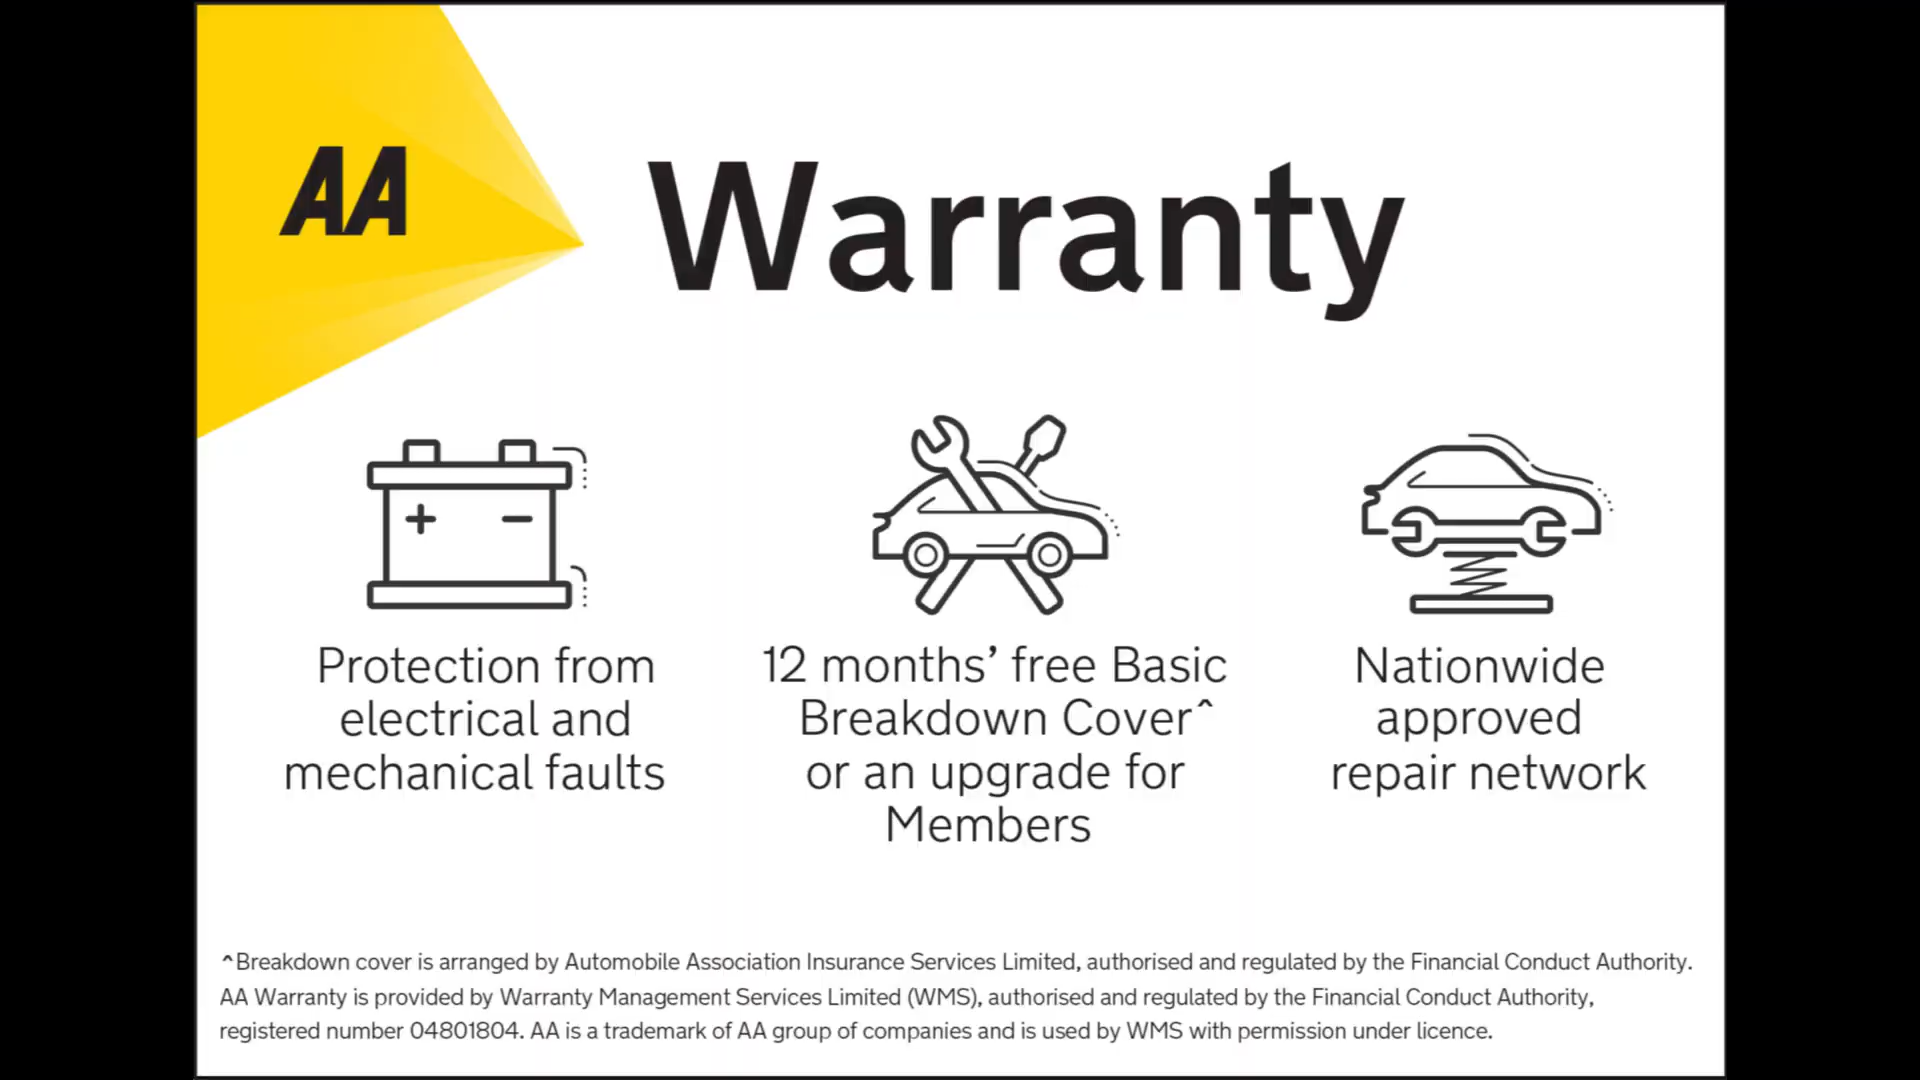 AA
Warranty
+ −
Protection from
electrical and
mechanical faults
12 months’ free Basic
Breakdown Cover^
or an upgrade for
Members
Nationwide
approved
repair network
^Breakdown cover is arranged by Automobile Association Insurance Services Limited, authorised and regulated by the Financial Conduct Authority.
AA Warranty is provided by Warranty Management Services Limited (WMS), authorised and regulated by the Financial Conduct Authority,
registered number 04801804. AA is a trademark of AA group of companies and is used by WMS with permission under licence.